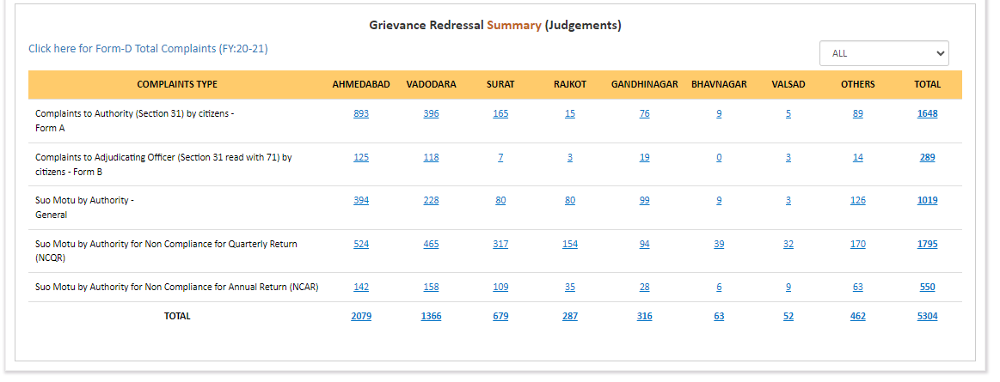 Grievance Redressal Summary (Judgements)
Click here for Form-D Total Complaints (FY:20-21)
ALL
COMPLAINTS TYPE AHMEDABAD VADODARA SURAT RAJKOT GANDHINAGAR BHAVNAGAR VALSAD OTHERS TOTAL
Complaints to Authority (Section 31) by citizens - 893 396 165 15 76 9 5 89 1648
Form A
Complaints to Adjudicating Officer (Section 31 read with 71) by 125 118 7 3 19 0 3 14 289
citizens - Form B
Suo Motu by Authority - 394 228 80 80 99 9 3 126 1019
General
Suo Motu by Authority for Non Compliance for Quarterly Return 524 465 317 154 94 39 32 170 1795
(NCQR)
Suo Motu by Authority for Non Compliance for Annual Return (NCAR) 142 158 109 35 28 6 9 63 550
TOTAL 2079 1366 679 287 316 63 52 462 5304